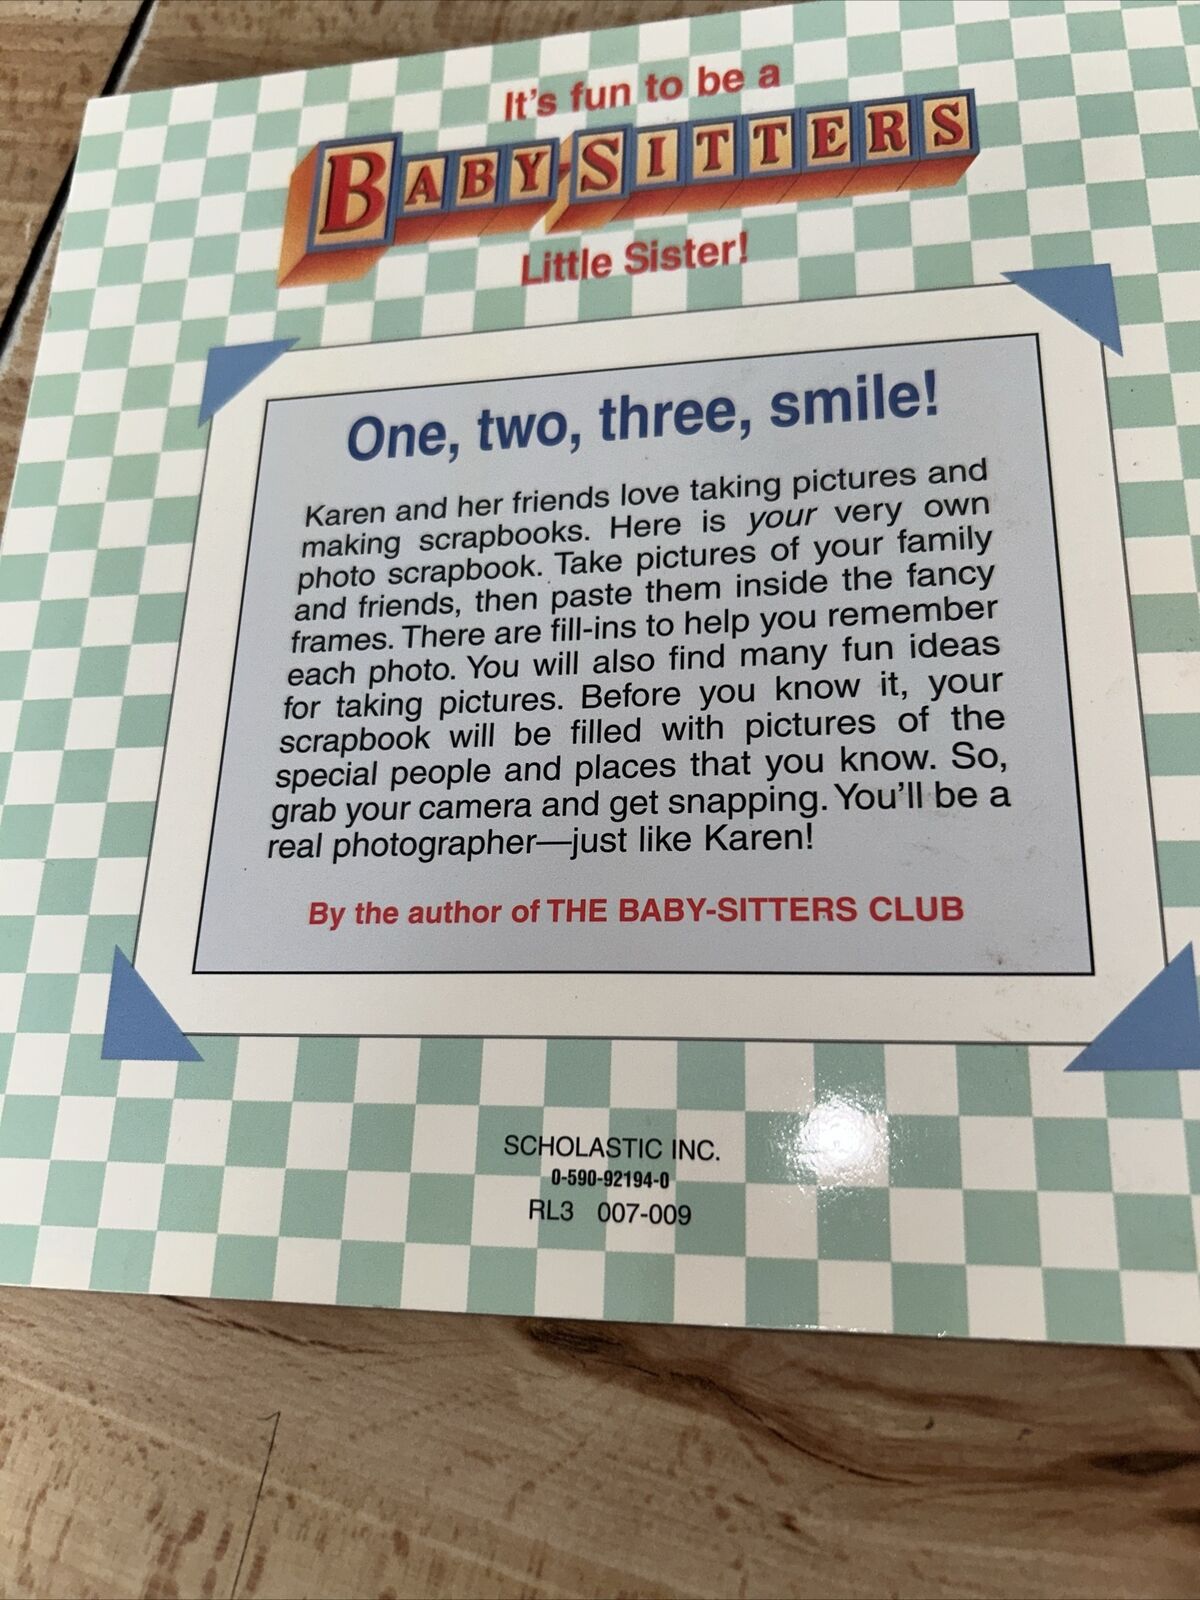 It's fun to be a
BABY-SITTERS
Little Sister!
One, two, three, smile!
Karen and her friends love taking pictures and
making scrapbooks. Here is your very own
photo scrapbook. Take pictures of your family
and friends, then paste them inside the fancy
frames. There are fill-ins to help you remember
each photo. You will also find many fun ideas
for taking pictures. Before you know it, your
scrapbook will be filled with pictures of the
special people and places that you know. So,
grab your camera and get snapping. You'll be a
real photographer—just like Karen!
By the author of THE BABY-SITTERS CLUB
SCHOLASTIC INC.
0-590-92194-0
RL3 007-009